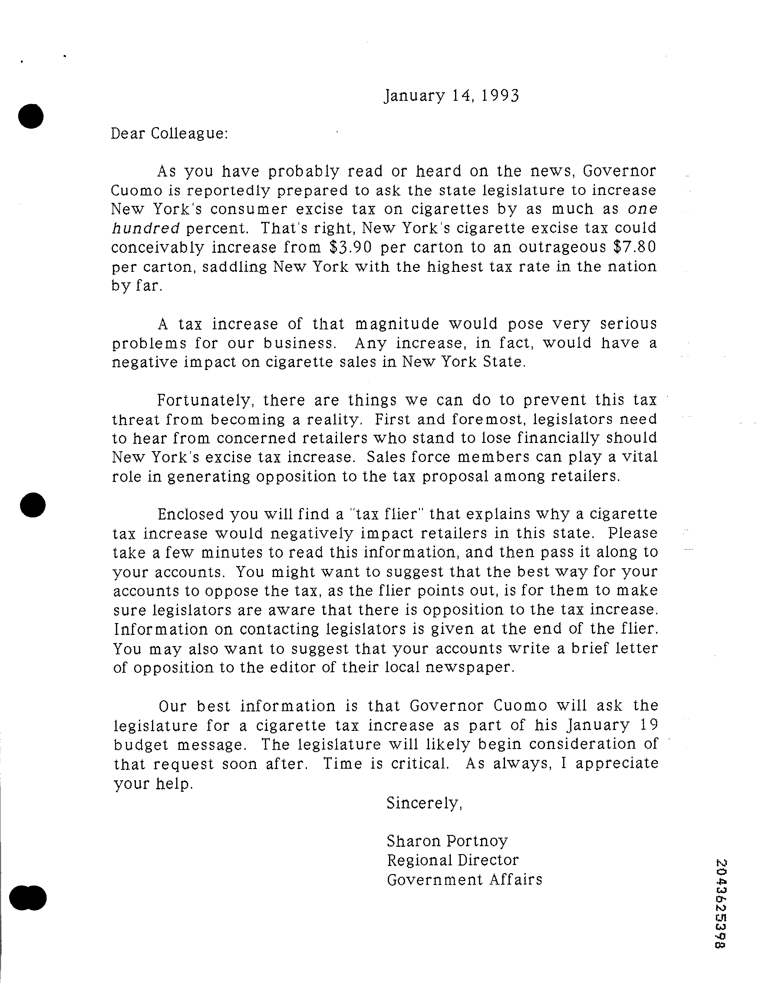 January 14, 1993
Dear Colleague:
As you have probably read or heard on the news, Governor
Cuomo is reportedly prepared to ask the state legislature to increase
New York's consumer excise tax on cigarettes by as much as one
hundred percent. That's right, New York's cigarette excise tax could
conceivably increase from $3.90 per carton to an outrageous $7.80
per carton, saddling New York with the highest tax rate in the nation
by far.
A tax increase of that magnitude would pose very serious
problems for our business. Any increase, in fact, would have a
negative impact on cigarette sales in New York State.
Fortunately, there are things we can do to prevent this tax
threat from becoming a reality. First and foremost, legislators need
to hear from concerned retailers who stand to lose financially should
New York's excise tax increase. Sales force members can play a vital
role in generating opposition to the tax proposal among retailers.
Enclosed you will find a "tax flier" that explains why a cigarette
tax increase would negatively impact retailers in this state. Please
take a few minutes to read this information, and then pass it along to
your accounts. You might want to suggest that the best way for your
accounts to oppose the tax, as the flier points out, is for them to make
sure legislators are aware that there is opposition to the tax increase.
Information on contacting legislators is given at the end of the flier.
You may also want to suggest that your accounts write a brief letter
of opposition to the editor of their local newspaper.
Our best information is that Governor Cuomo will ask the
legislature for a cigarette tax increase as part of his January 19
budget message. The legislature will likely begin consideration of
that request soon after. Time is critical. As always, I appreciate
your help.
Sincerely,
Sharon Portnoy
Regional Director
Government Affairs
2043625398